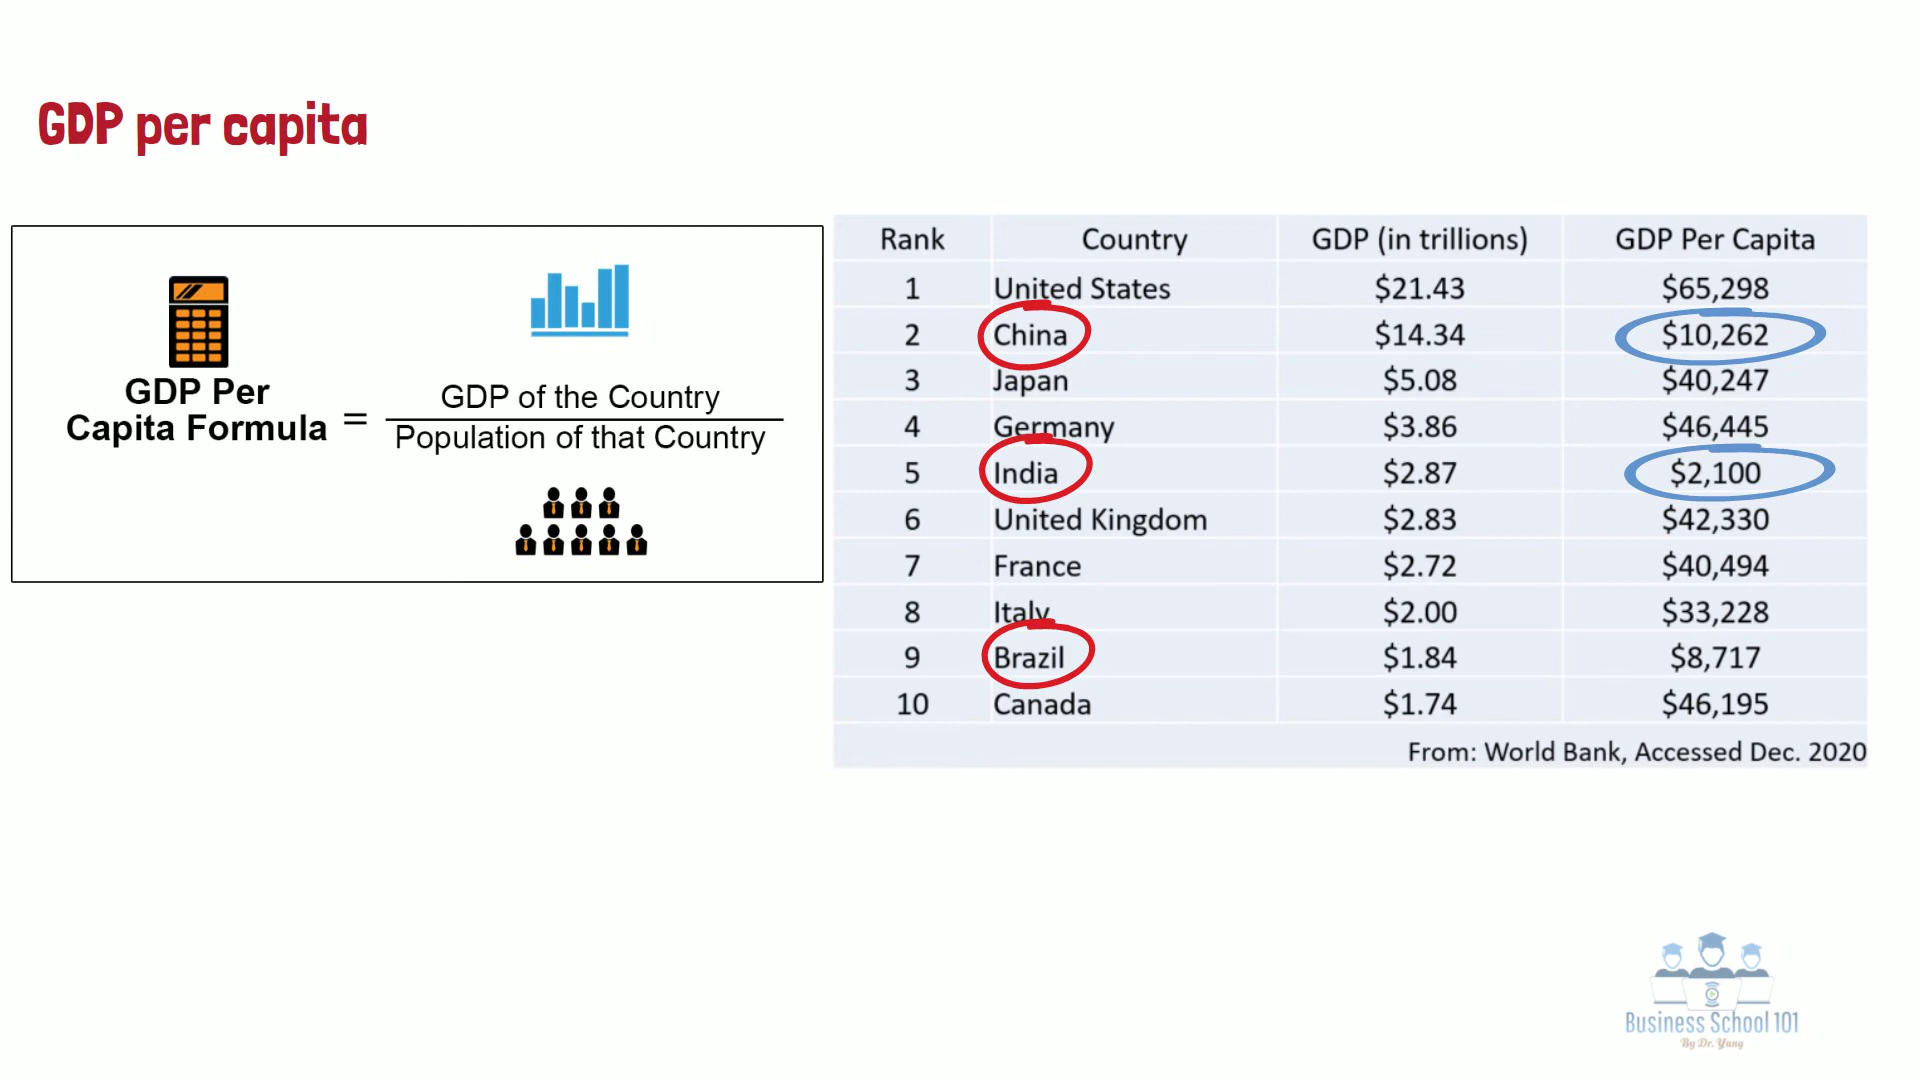 GDP per capita
GDP Per
Capita Formula
=
GDP of the Country
Population of that Country
Rank Country GDP (in trillions) GDP Per Capita
1 United States $21.43 $65,298
2 China $14.34 $10,262
3 Japan $5.08 $40,247
4 Germany $3.86 $46,445
5 India $2.87 $2,100
6 United Kingdom $2.83 $42,330
7 France $2.72 $40,494
8 Italy $2.00 $33,228
9 Brazil $1.84 $8,717
10 Canada $1.74 $46,195
From: World Bank, Accessed Dec. 2020
Business School 101
By Dr. Yang